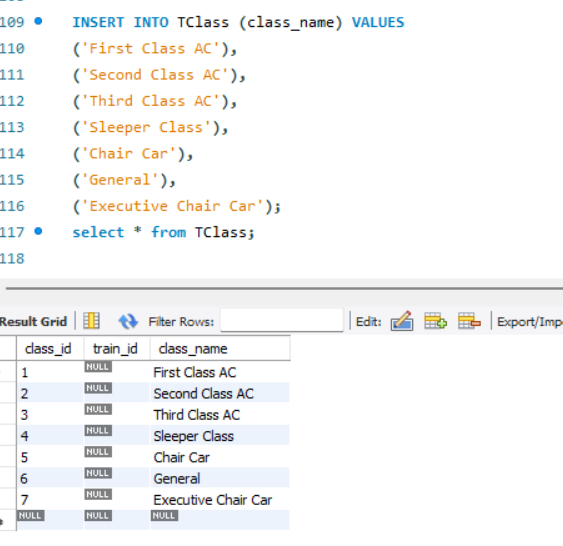 109 INSERT INTO TClass (class_name) VALUES
110 ('First Class AC'),
111 ('Second Class AC'),
112 ('Third Class AC'),
113 ('Sleeper Class'),
114 ('Chair Car'),
115 ('General'),
116 ('Executive Chair Car');
117 select * from TClass;
118
Result Grid Filter Rows: Edit: Export/Imp
class_id train_id class_name
1 NULL First Class AC
2 NULL Second Class AC
3 NULL Third Class AC
4 NULL Sleeper Class
5 NULL Chair Car
6 NULL General
7 NULL Executive Chair Car
NULL NULL NULL